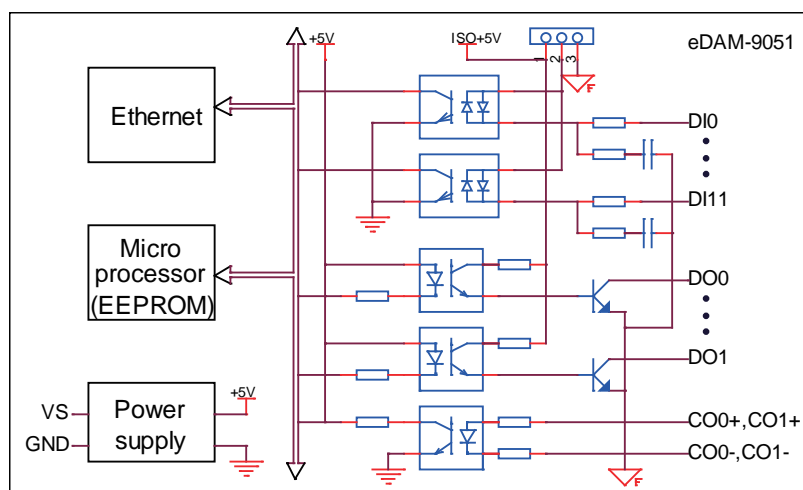 eDAM-9051
+5V
ISO+5V
1 2 3
F
Ethernet
DI0
DI11
Micro
processor
(EEPROM)
DO0
DO1
+5V
VS
Power
supply
GND
CO0+,CO1+
CO0-,CO1-
F